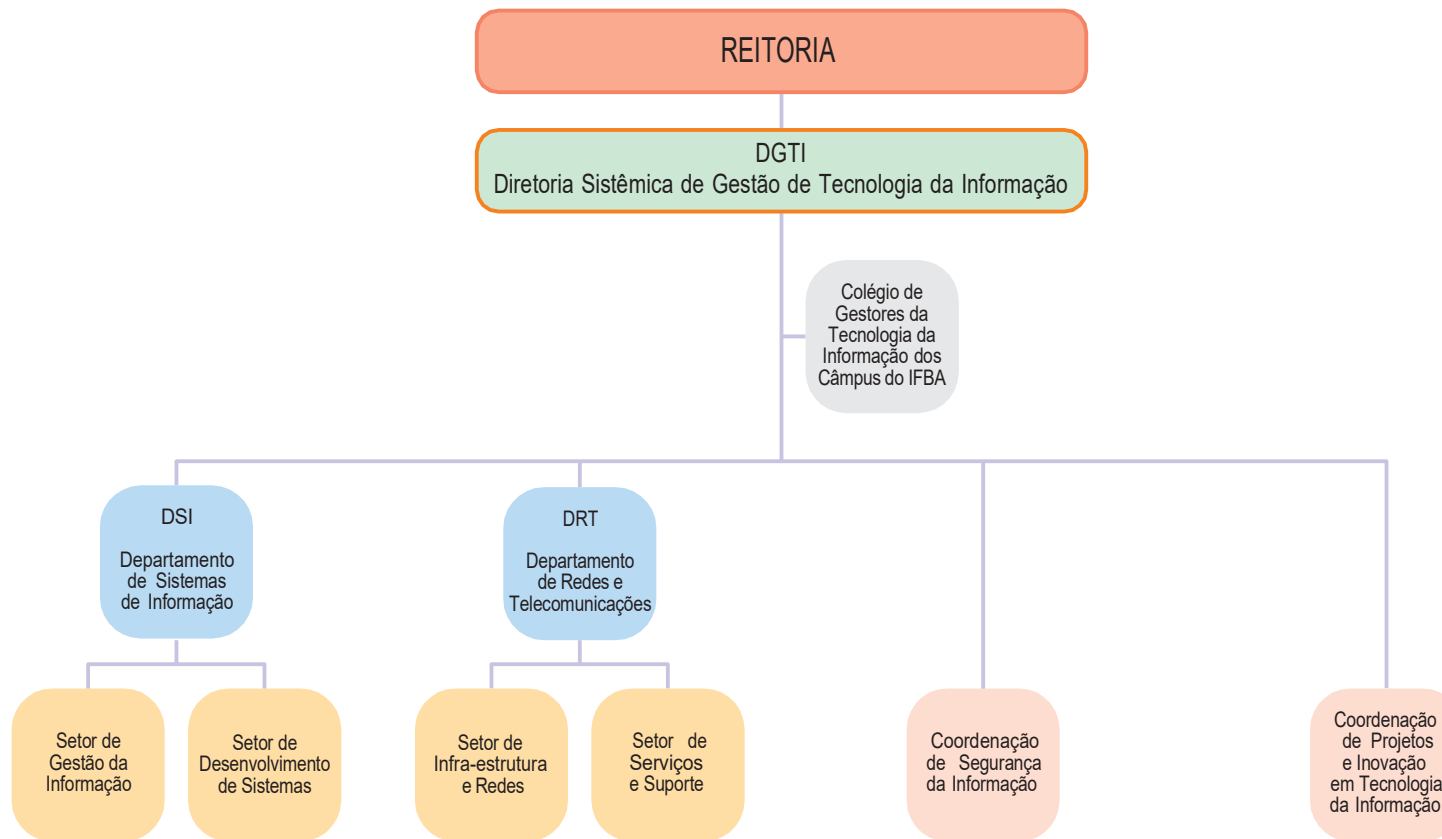 REITORIA
DGTI
Diretoria Sistêmica de Gestão de Tecnologia da Informação
Colégio de
Gestores da
Tecnologia da
Informação dos
Câmpus do IFBA
DSI
Departamento
de Sistemas
de Informação
DRT
Departamento
de Redes e
Telecomunicações
Setor de
Gestão da
Informação
Setor de
Desenvolvimento
de Sistemas
Setor de
Infra-estrutura
e Redes
Setor de
Serviços
e Suporte
Coordenação
de Segurança
da Informação
Coordenação
de Projetos
e Inovação
em Tecnologia
da Informação